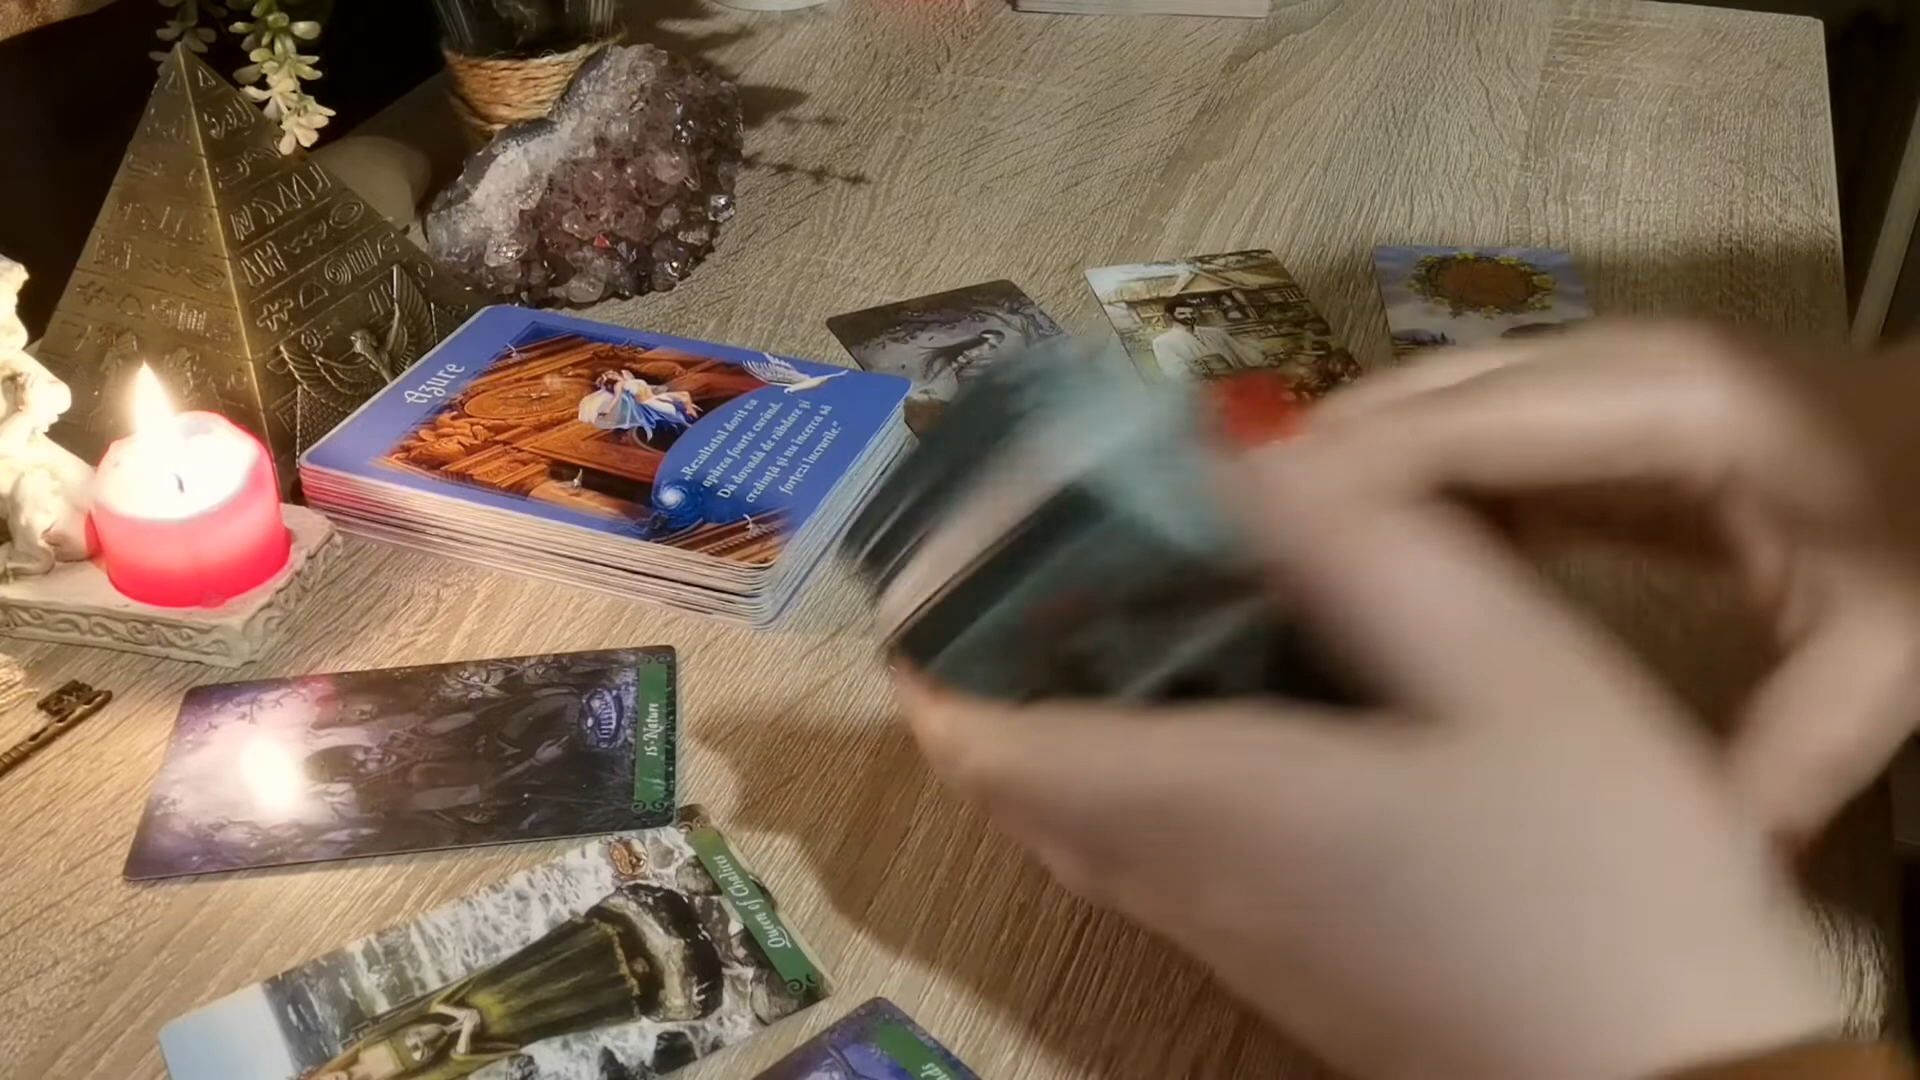 Azure
„Rezultatul dorit va
apărea foarte curând.
Dă dovadă de răbdare și
credință și nu încerca să
forțezi lucrurile.”
15·Nature
Queen of Chalices